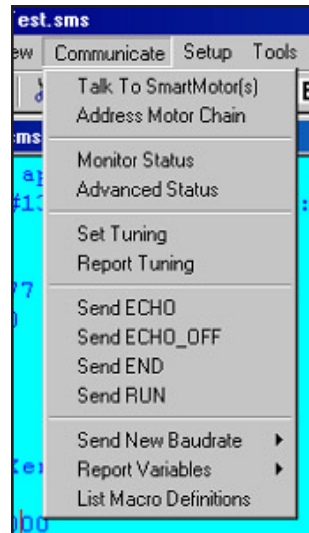 est.sms
ew Communicate Setup Tools
Talk To SmartMotor(s)
Address Motor Chain
Monitor Status
Advanced Status
Set Tuning
Report Tuning
Send ECHO
Send ECHO_OFF
Send END
Send RUN
Send New Baudrate
Report Variables
List Macro Definitions